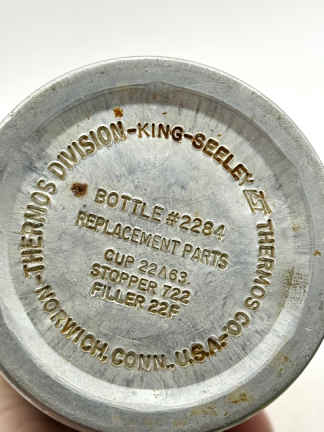 THERMOS DIVISION-KING-SEELEY THERMOS CO.-NORWICH, CONN., U.S.A.-
BOTTLE #2284
REPLACEMENT PARTS
CUP 22A63.
STOPPER 722
FILLER 22F